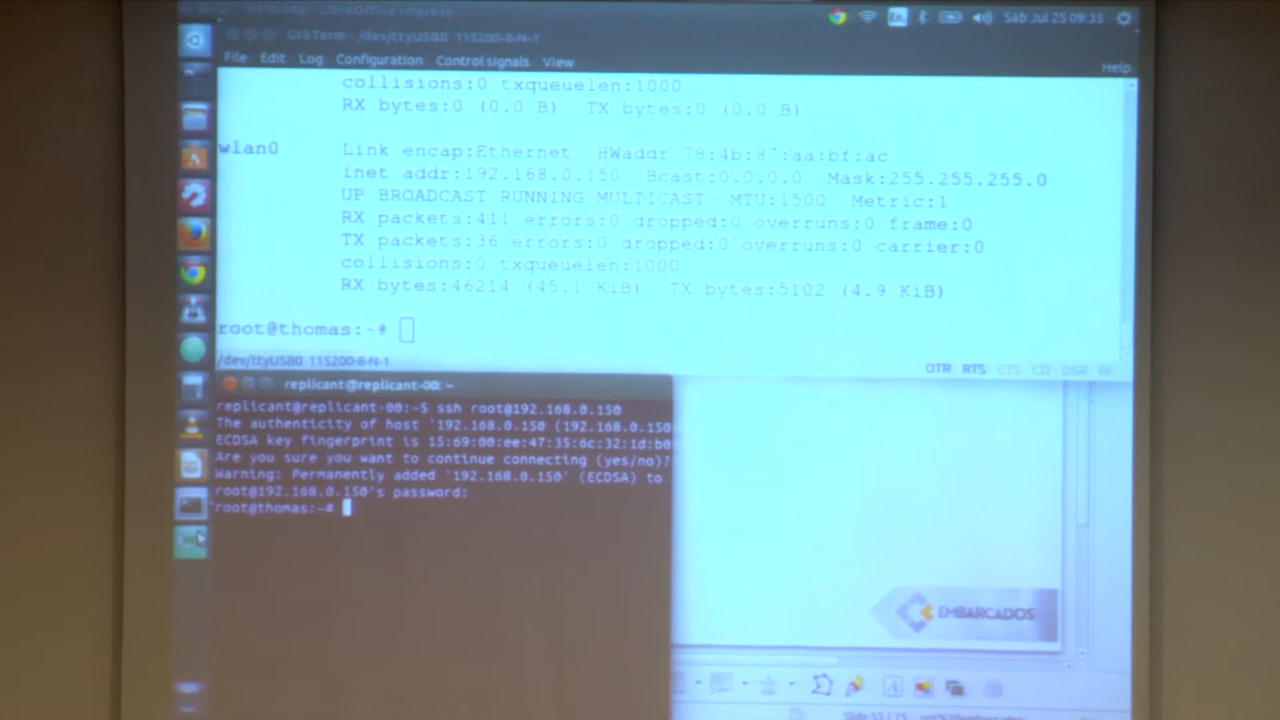 LibreOffice Impress
Sáb Jul 25 09:35
GtkTerm - /dev/ttyUSB0 115200-8-N-1
File Edit Log Configuration Control signals View
Help
collisions:0 txqueuelen:1000
RX bytes:0 (0.0 B) TX bytes:0 (0.0 B)
wlan0 Link encap:Ethernet HWaddr 78:4b:87:aa:bf:ac
inet addr:192.168.0.150 Bcast:0.0.0.0 Mask:255.255.255.0
UP BROADCAST RUNNING MULTICAST MTU:1500 Metric:1
RX packets:411 errors:0 dropped:0 overruns:0 frame:0
TX packets:36 errors:0 dropped:0 overruns:0 carrier:0
collisions:0 txqueuelen:1000
RX bytes:46214 (45.1 KiB) TX bytes:5102 (4.9 KiB)
root@thomas:~#
/dev/ttyUSB0 115200-8-N-1
DTR RTS CTS CD DSR RI
replicant@replicant-00: ~
replicant@replicant-00:~$ ssh root@192.168.0.150
The authenticity of host '192.168.0.150 (192.168.0.150
ECDSA key fingerprint is 15:69:00:ee:47:35:6c:32:1d:b0
Are you sure you want to continue connecting (yes/no)?
Warning: Permanently added '192.168.0.150' (ECDSA) to
root@192.168.0.150's password:
root@thomas:~#
EMBARCADOS